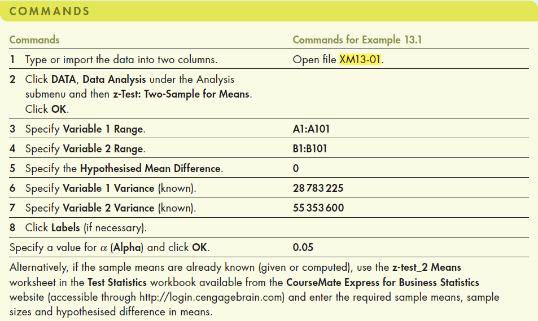 COMMANDS
Commands Commands for Example 13.1
1 Type or import the data into two columns. Open file XM13-01.
2 Click DATA, Data Analysis under the Analysis
submenu and then z-Test: Two-Sample for Means.
Click OK.
3 Specify Variable 1 Range. A1:A101
4 Specify Variable 2 Range. B1:B101
5 Specify the Hypothesised Mean Difference. 0
6 Specify Variable 1 Variance (known). 28 783 225
7 Specify Variable 2 Variance (known). 55 353 600
8 Click Labels (if necessary).
Specify a value for α (Alpha) and click OK. 0.05
Alternatively, if the sample means are already known (given or computed), use the z-test_2 Means
worksheet in the Test Statistics workbook available from the CourseMate Express for Business Statistics
website (accessible through http://login.cengagebrain.com) and enter the required sample means, sample
sizes and hypothesised difference in means.